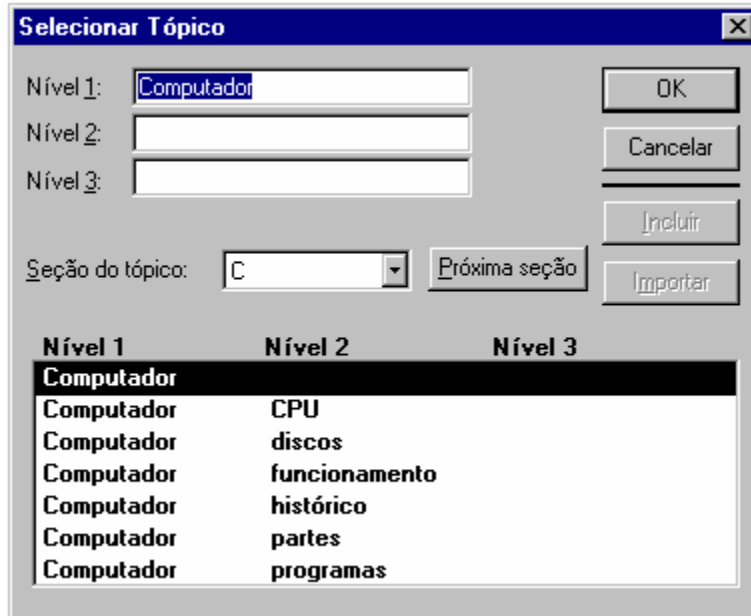 Selecionar Tópico
Nível 1: Computador
OK
Nível 2:
Cancelar
Nível 3:
Incluir
Seção do tópico: C Próxima seção
Importar
Nível 1 Nível 2 Nível 3
Computador
Computador CPU
Computador discos
Computador funcionamento
Computador histórico
Computador partes
Computador programas